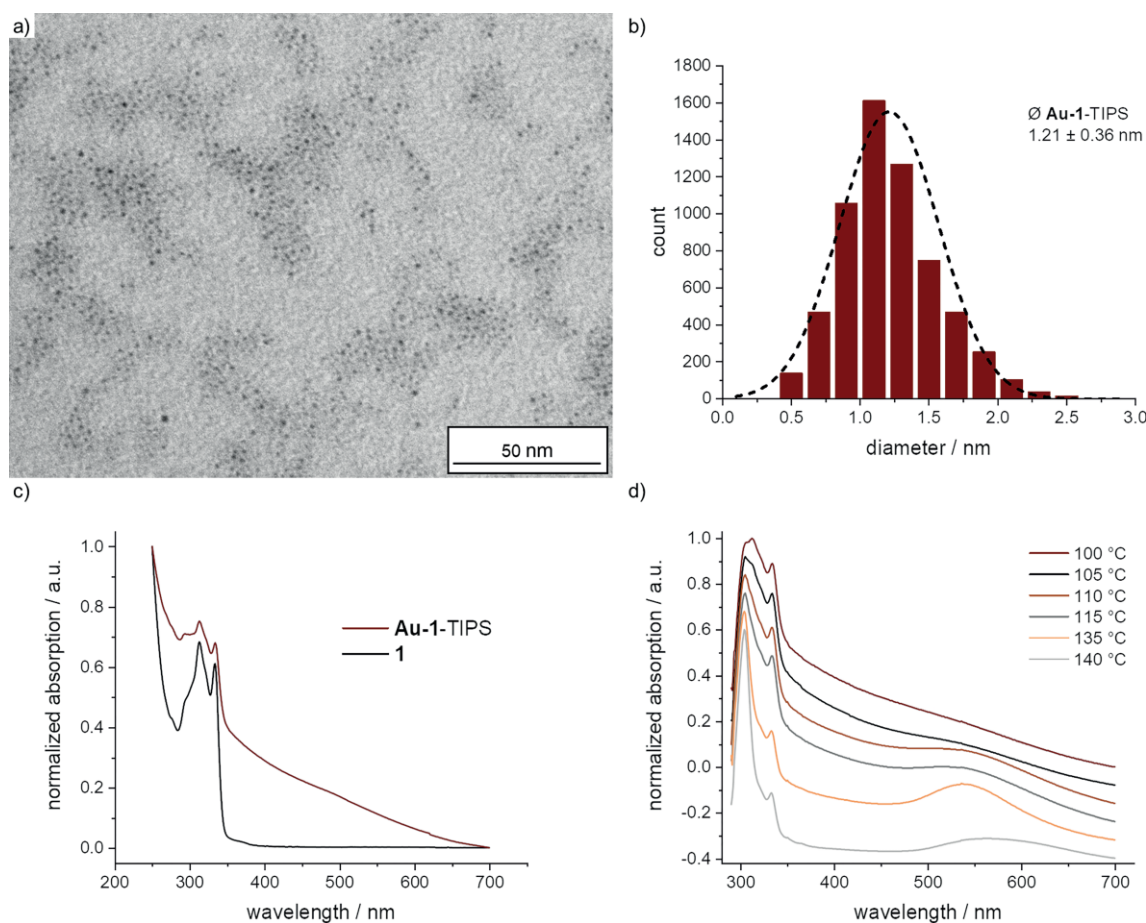 a)
50 nm
b)
1800
1600
1400
1200
1000
800
600
400
200
0
count
0.0
0.5
1.0
1.5
2.0
2.5
3.0
diameter / nm
Ø Au-1-TIPS
1.21 ± 0.36 nm
c)
1.0
0.8
0.6
0.4
0.2
0.0
normalized absorption / a.u.
200
300
400
500
600
700
wavelength / nm
Au-1-TIPS
1
d)
1.0
0.8
0.6
0.4
0.2
0.0
-0.2
-0.4
normalized absorption / a.u.
300
400
500
600
700
wavelength / nm
100 °C
105 °C
110 °C
115 °C
135 °C
140 °C